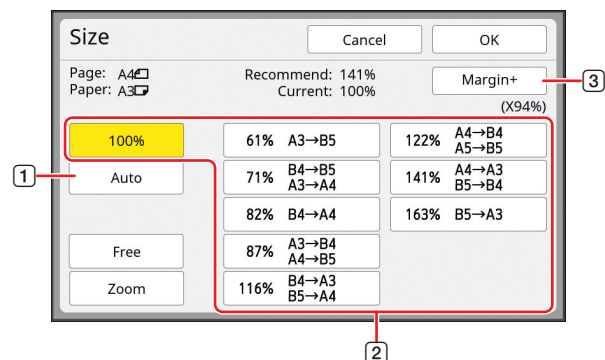 Size
Cancel
OK
Page: A4
Paper: A3
Recommend: 141%
Current: 100%
Margin+
(X94%)
3
100%
61% A3→B5
122% A4→B4
A5→B5
1
Auto
71% B4→B5
A3→A4
141% A4→A3
B5→B4
82% B4→A4
163% B5→A3
Free
87% A3→B4
A4→B5
Zoom
116% B4→A3
B5→A4
2